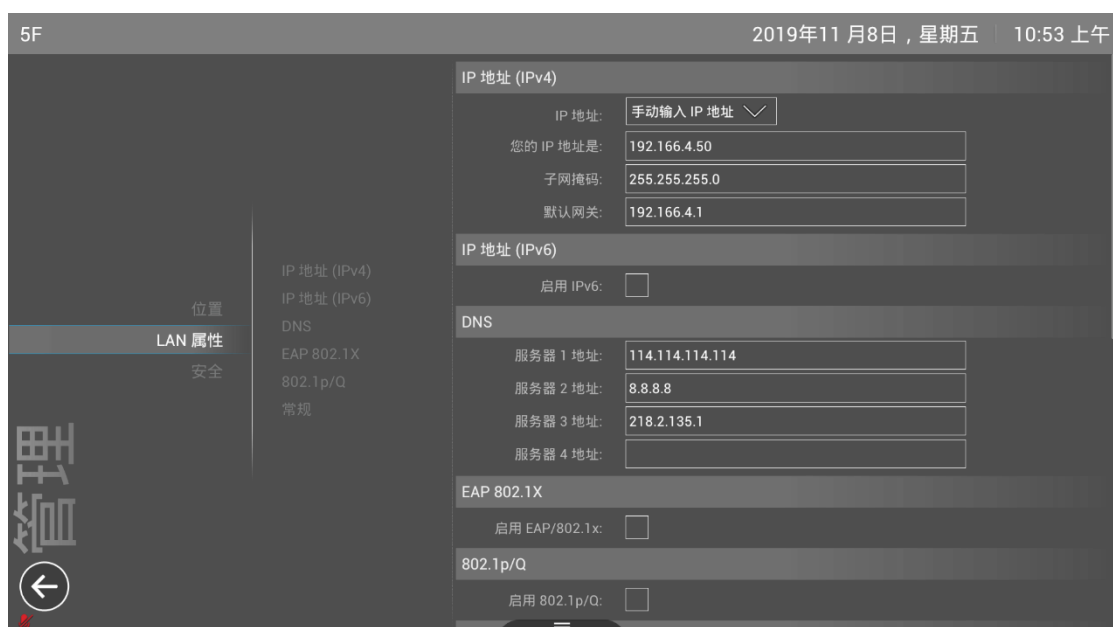 5F
2019年11月8日，星期五 10:53 上午
位置
LAN 属性
安全
管理
IP 地址 (IPv4)
IP 地址 (IPv6)
DNS
EAP 802.1X
802.1p/Q
常规
IP 地址 (IPv4)
IP 地址: 手动输入 IP 地址
您的 IP 地址是: 192.166.4.50
子网掩码: 255.255.255.0
默认网关: 192.166.4.1
IP 地址 (IPv6)
启用 IPv6:
DNS
服务器 1 地址: 114.114.114.114
服务器 2 地址: 8.8.8.8
服务器 3 地址: 218.2.135.1
服务器 4 地址:
EAP 802.1X
启用 EAP/802.1x:
802.1p/Q
启用 802.1p/Q: